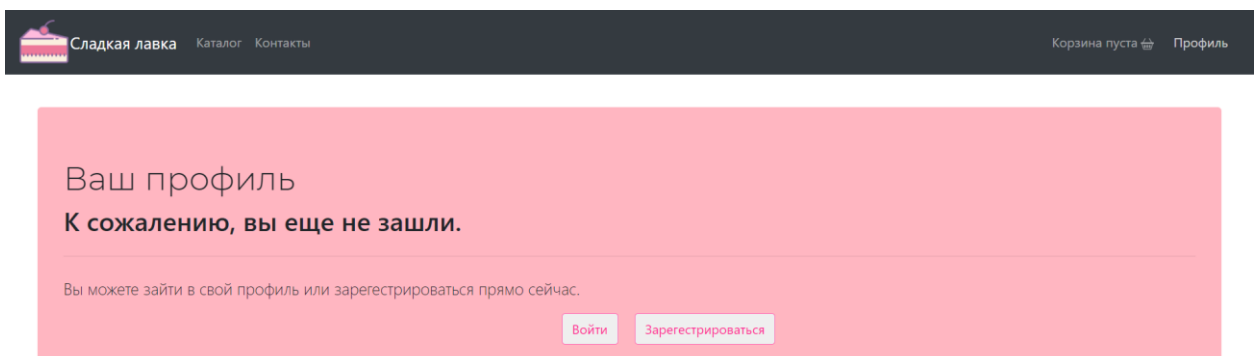 Сладкая лавка Каталог Контакты Корзина пуста Профиль
Ваш профиль
К сожалению, вы еще не зашли.
Вы можете зайти в свой профиль или зарегестрироваться прямо сейчас.
Войти Зарегестрироваться